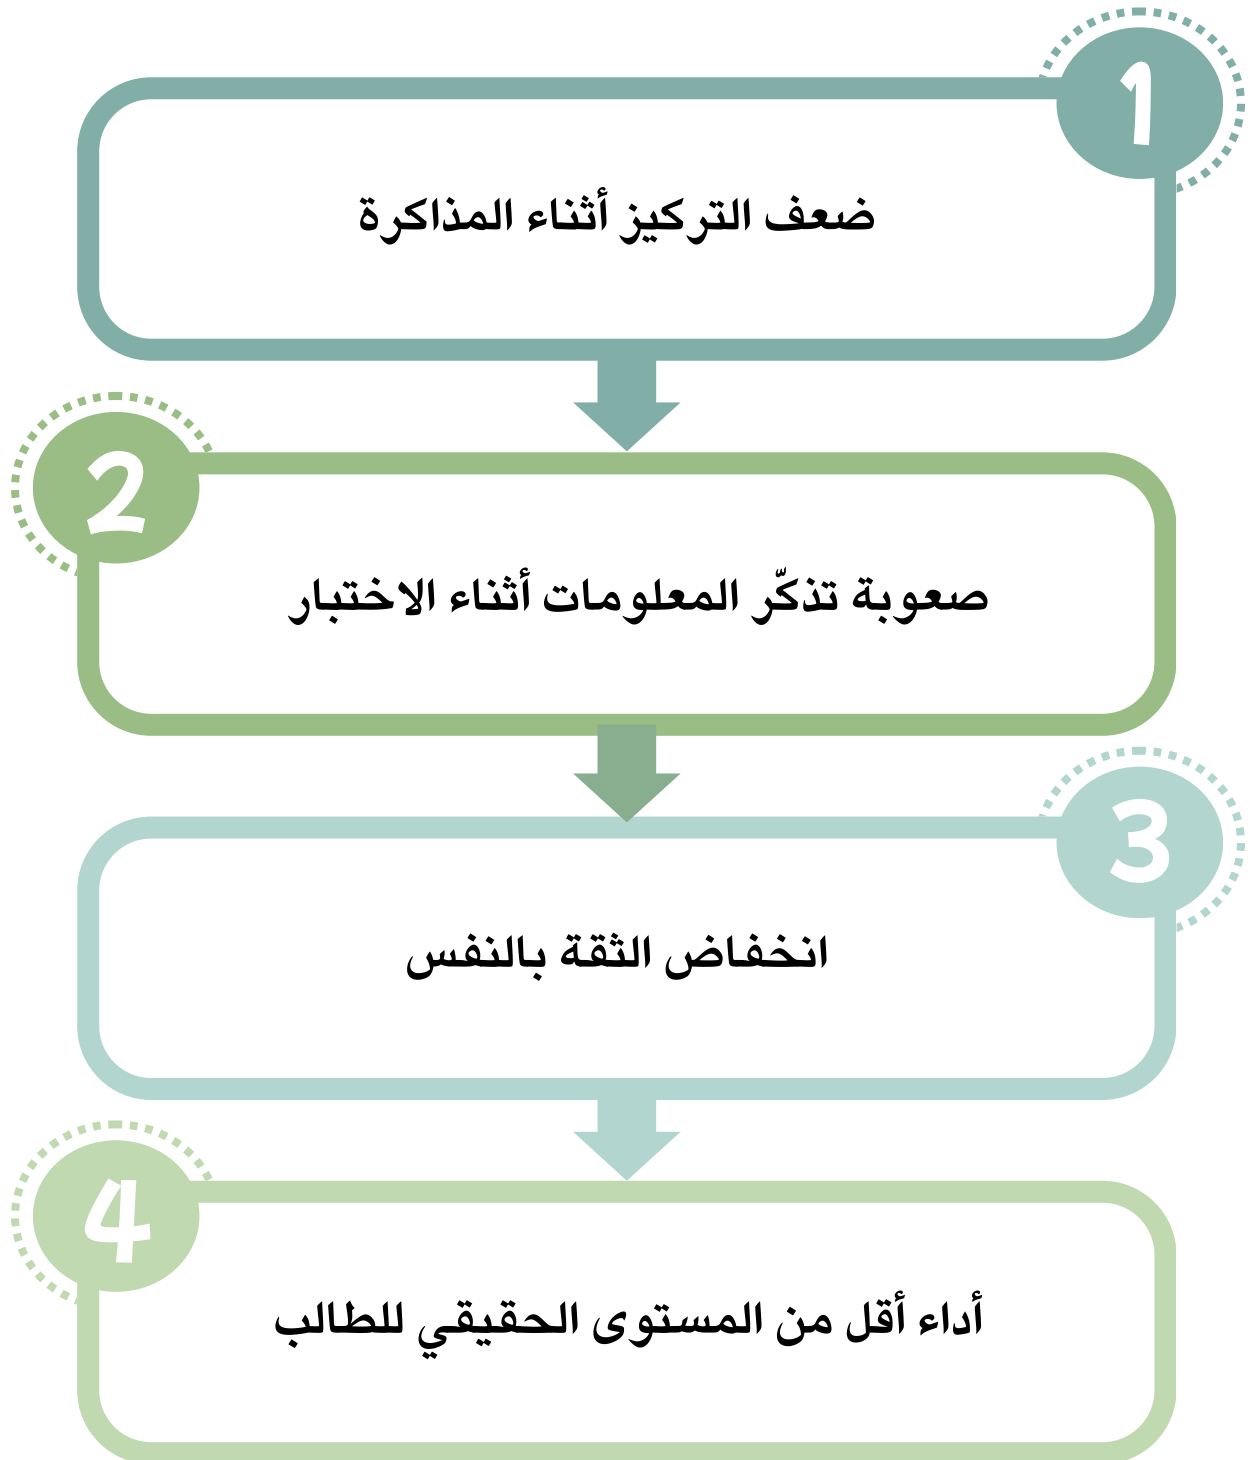 1
ضعف التركيز أثناء المذاكرة
2
صعوبة تذكّر المعلومات أثناء الاختبار
3
انخفاض الثقة بالنفس
4
أداء أقل من المستوى الحقيقي للطالب